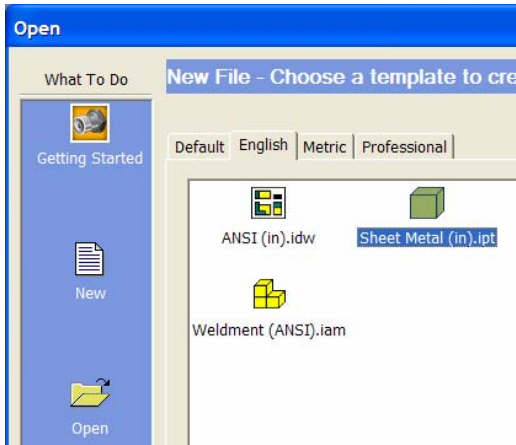 Open
What To Do
New File - Choose a template to cre
Getting Started
Default English Metric Professional
ANSI (in).idw Sheet Metal (in).ipt
New
Weldment (ANSI).iam
Open